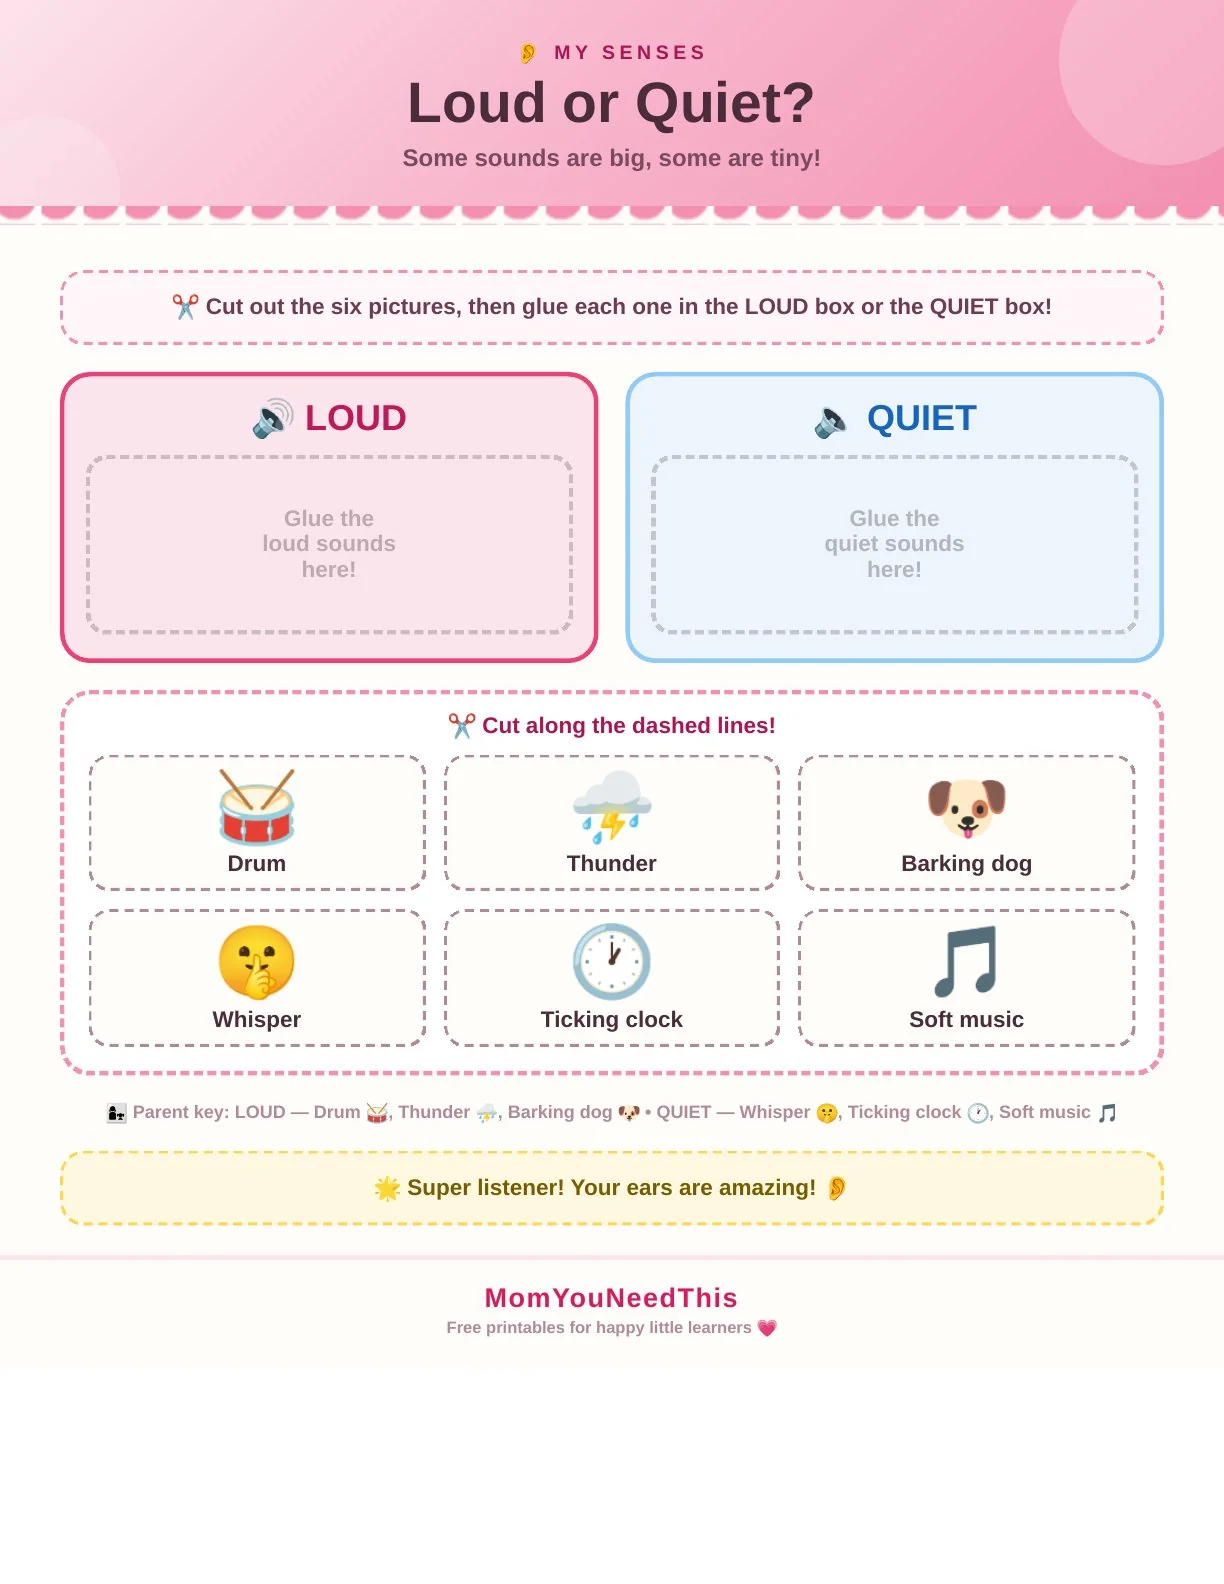 👂 MY SENSES
Loud or Quiet?
Some sounds are big, some are tiny!
✂️ Cut out the six pictures, then glue each one in the LOUD box or the QUIET box!
🔊 LOUD
Glue the
loud sounds
here!
🔈 QUIET
Glue the
quiet sounds
here!
✂️ Cut along the dashed lines!
Drum
Thunder
Barking dog
Whisper
Ticking clock
Soft music
👩‍👧 Parent key: LOUD — Drum 🥁, Thunder ⛈️, Barking dog 🐶 • QUIET — Whisper 🤫, Ticking clock 🕐, Soft music 🎵
🌟 Super listener! Your ears are amazing! 👂
MomYouNeedThis
Free printables for happy little learners 💗